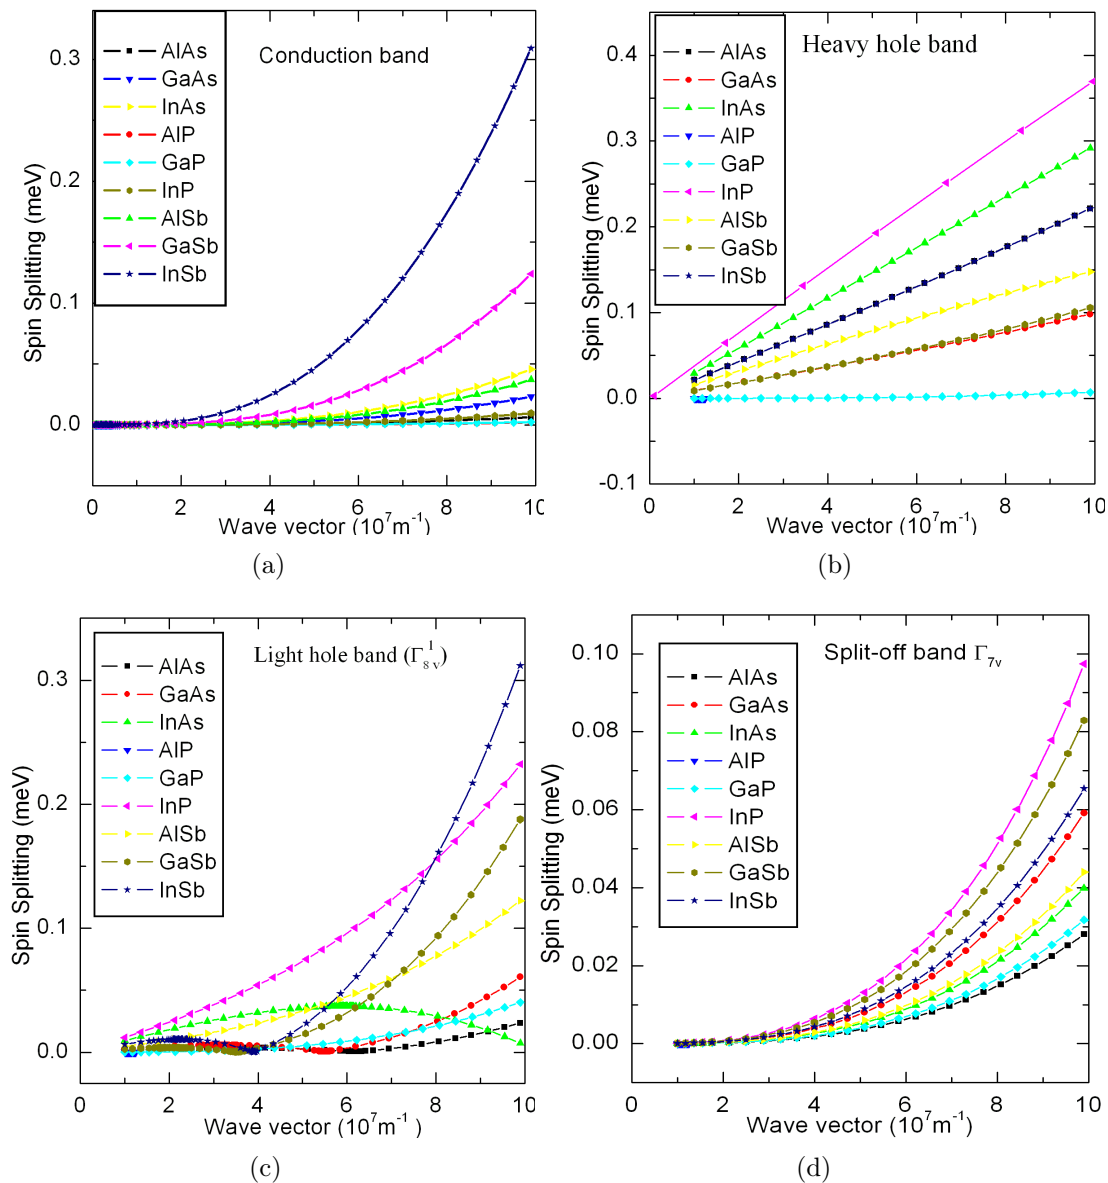 Conduction band
AlAs
GaAs
InAs
AlP
GaP
InP
AlSb
GaSb
InSb
0.3
0.2
0.1
0.0
Spin Splitting (meV)
0 2 4 6 8 10
Wave vector (10⁷m⁻¹)
(a)
Heavy hole band
AlAs
GaAs
InAs
AlP
GaP
InP
AlSb
GaSb
InSb
0.4
0.3
0.2
0.1
0.0
-0.1
Spin Splitting (meV)
0 2 4 6 8 10
Wave vector (10⁷m⁻¹)
(b)
Light hole band (Γ₈ᵥˡ)
AlAs
GaAs
InAs
AlP
GaP
InP
AlSb
GaSb
InSb
0.3
0.2
0.1
0.0
Spin Splitting (meV)
0 2 4 6 8 10
Wave vector (10⁷m⁻¹)
(c)
Split-off band Γ₇ᵥ
AlAs
GaAs
InAs
AlP
GaP
InP
AlSb
GaSb
InSb
0.10
0.08
0.06
0.04
0.02
0.00
Spin Splitting (meV)
0 2 4 6 8 10
Wave vector (10⁷m⁻¹)
(d)